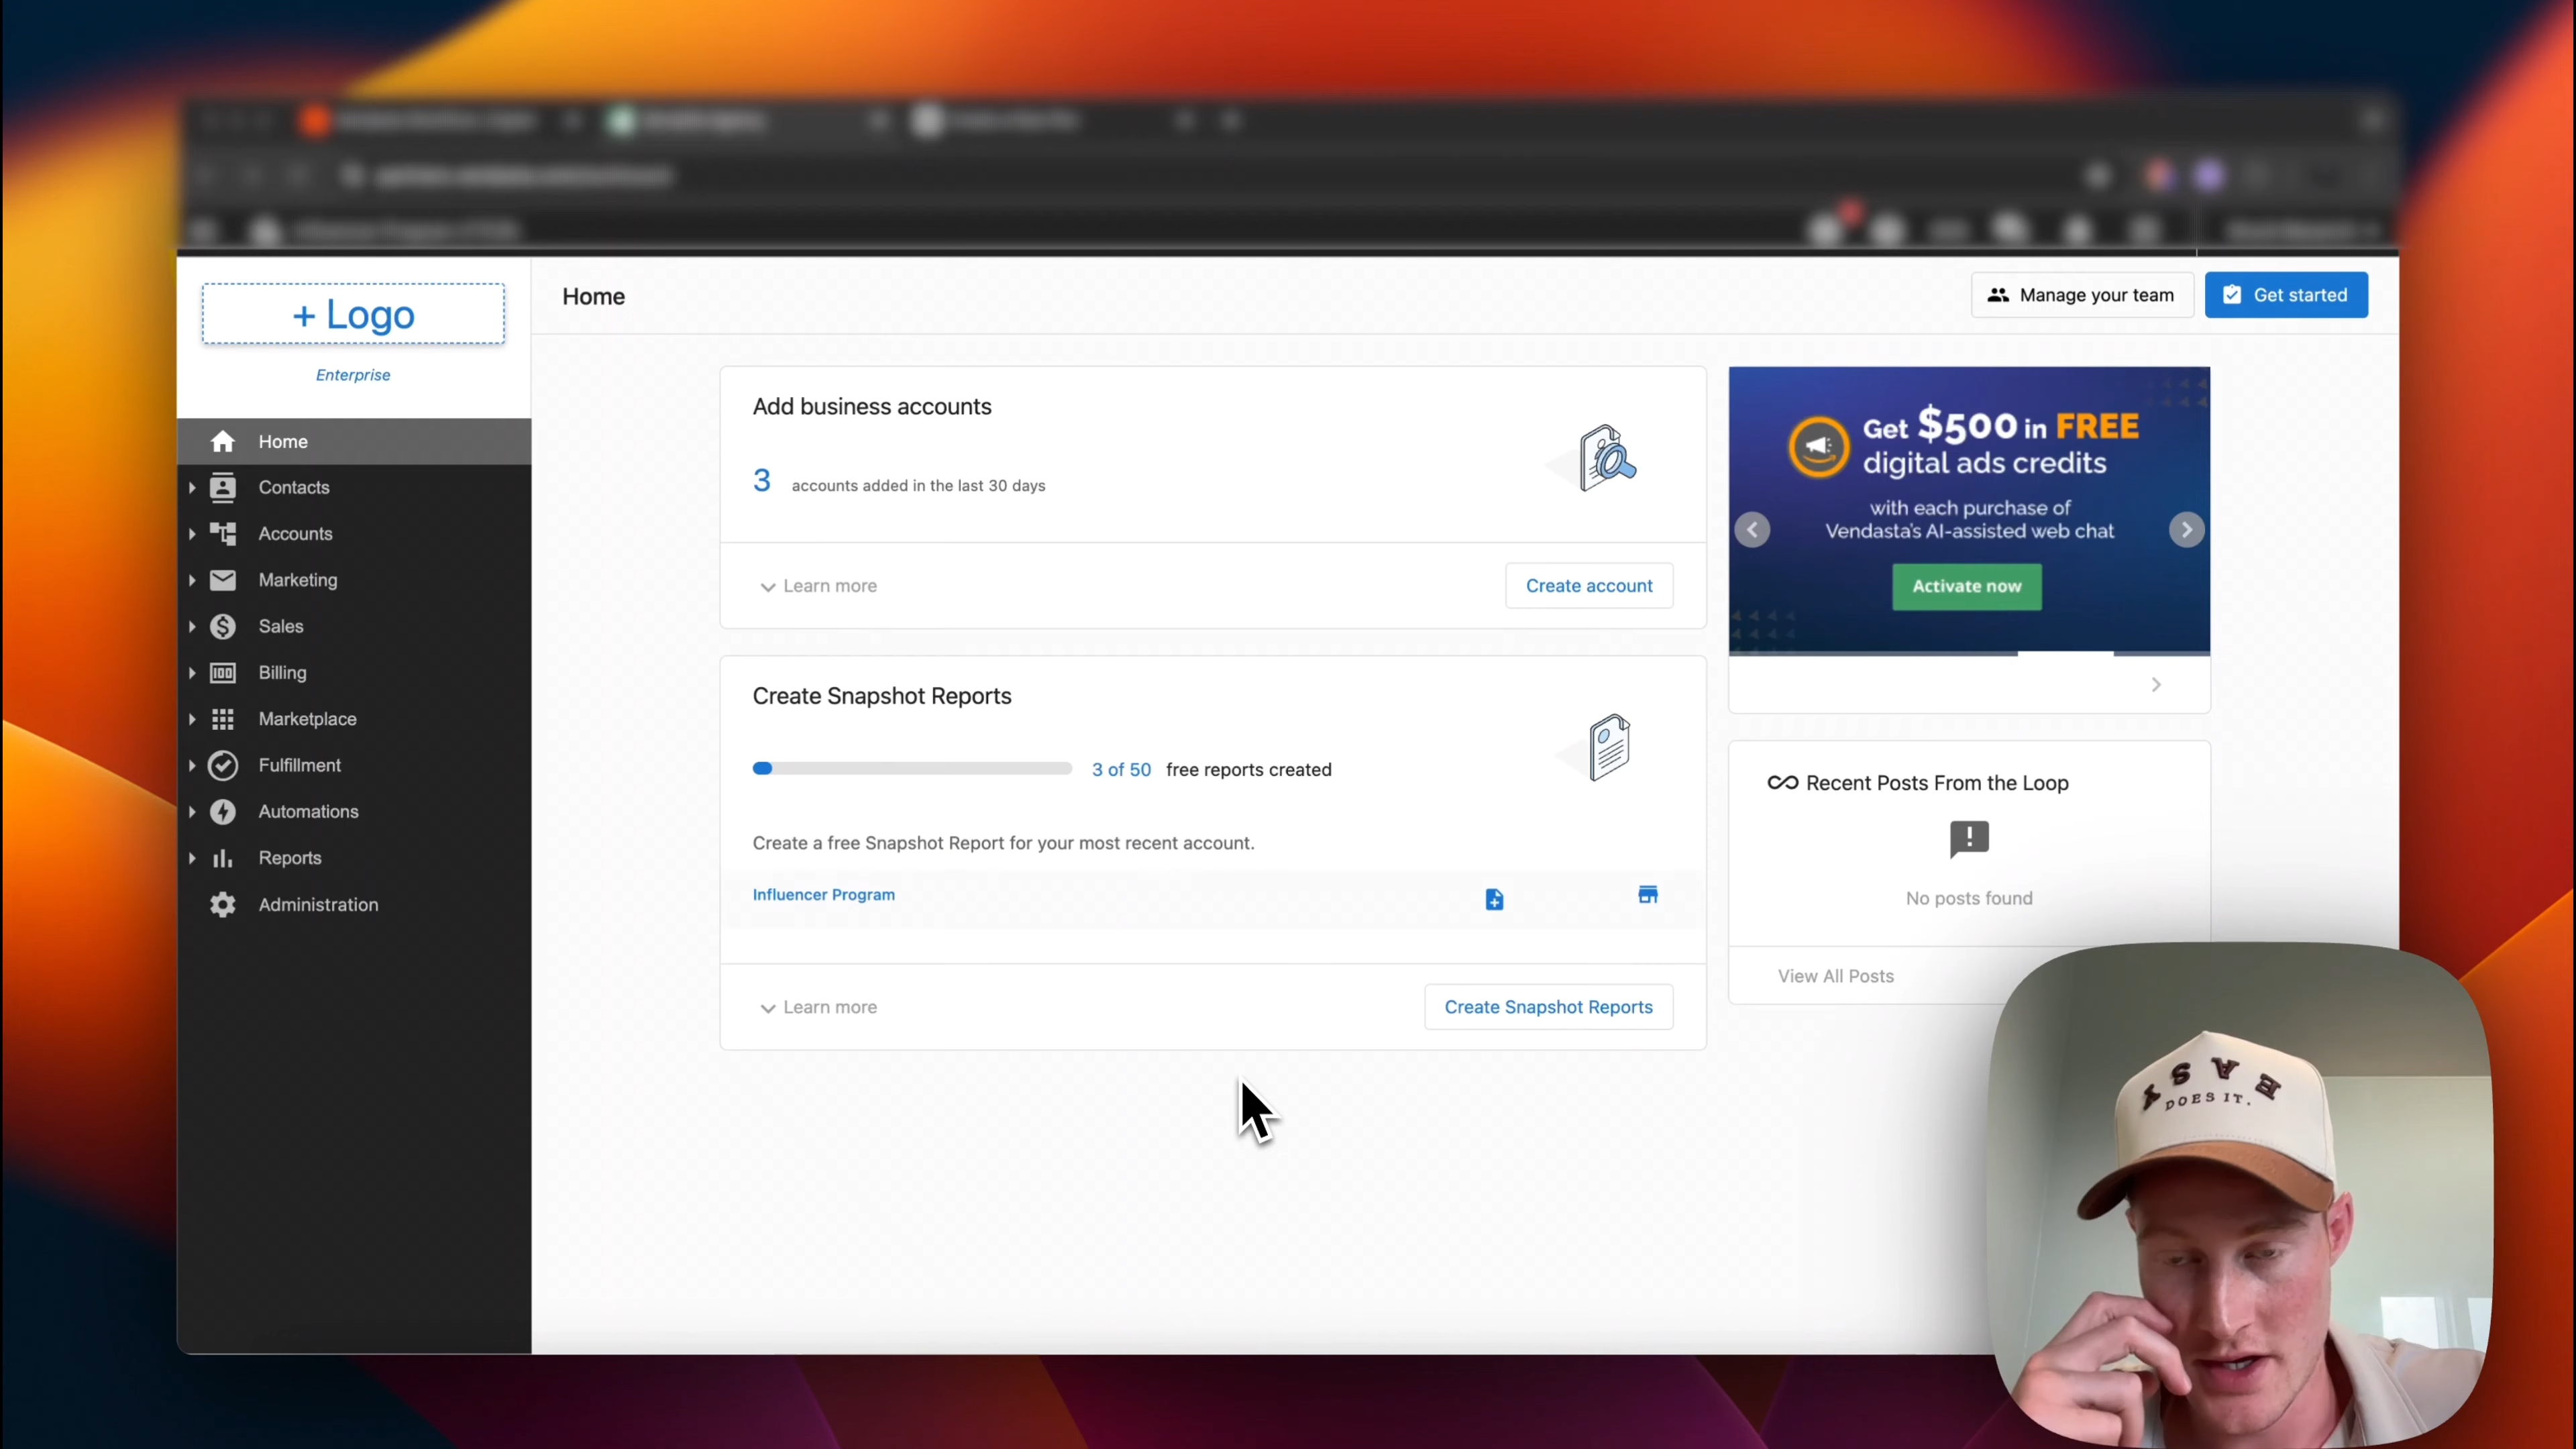 + Logo
Enterprise
Home
Contacts
Accounts
Marketing
Sales
Billing
Marketplace
Fulfillment
Automations
Reports
Administration
Home
Manage your team
Get started
Add business accounts
3 accounts added in the last 30 days
Learn more
Create account
Create Snapshot Reports
3 of 50 free reports created
Create a free Snapshot Report for your most recent account.
Influencer Program
Learn more
Create Snapshot Reports
Get $500 in FREE
digital ads credits
with each purchase of
Vendasta's AI-assisted web chat
Activate now
Recent Posts From the Loop
No posts found
View All Posts
EASY
DOES IT.